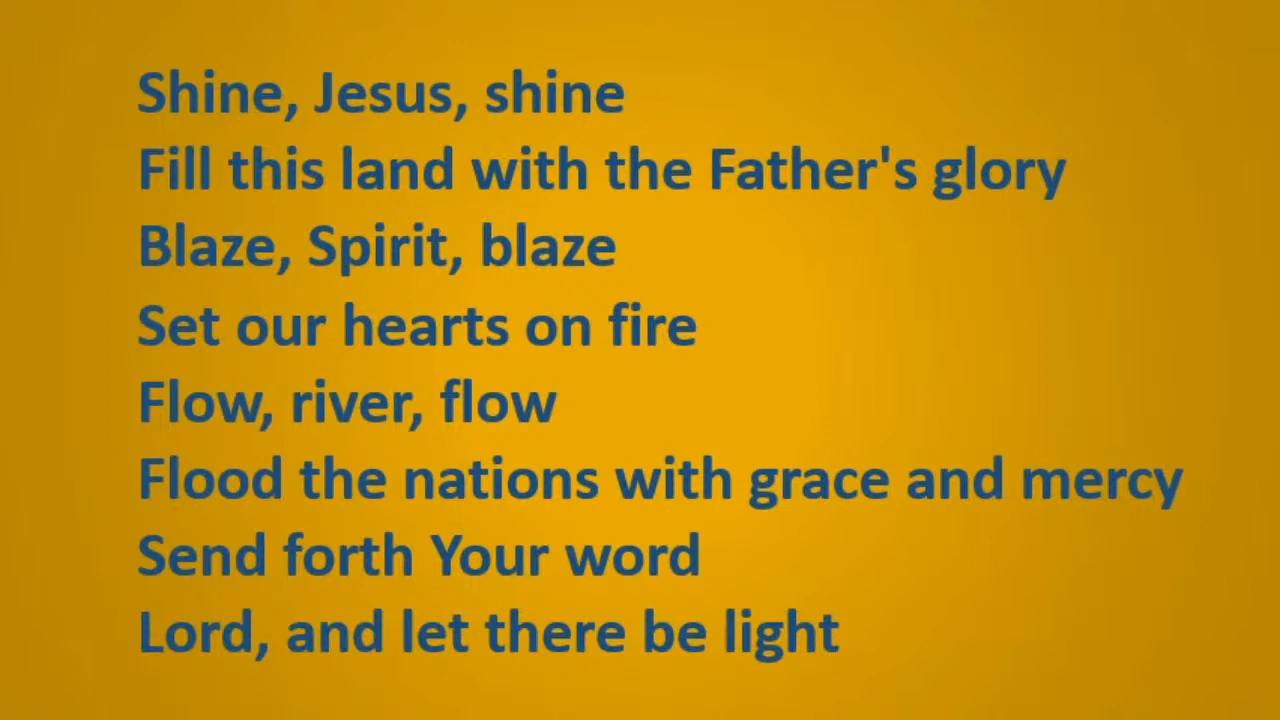 Shine, Jesus, shine
Fill this land with the Father's glory
Blaze, Spirit, blaze
Set our hearts on fire
Flow, river, flow
Flood the nations with grace and mercy
Send forth Your word
Lord, and let there be light